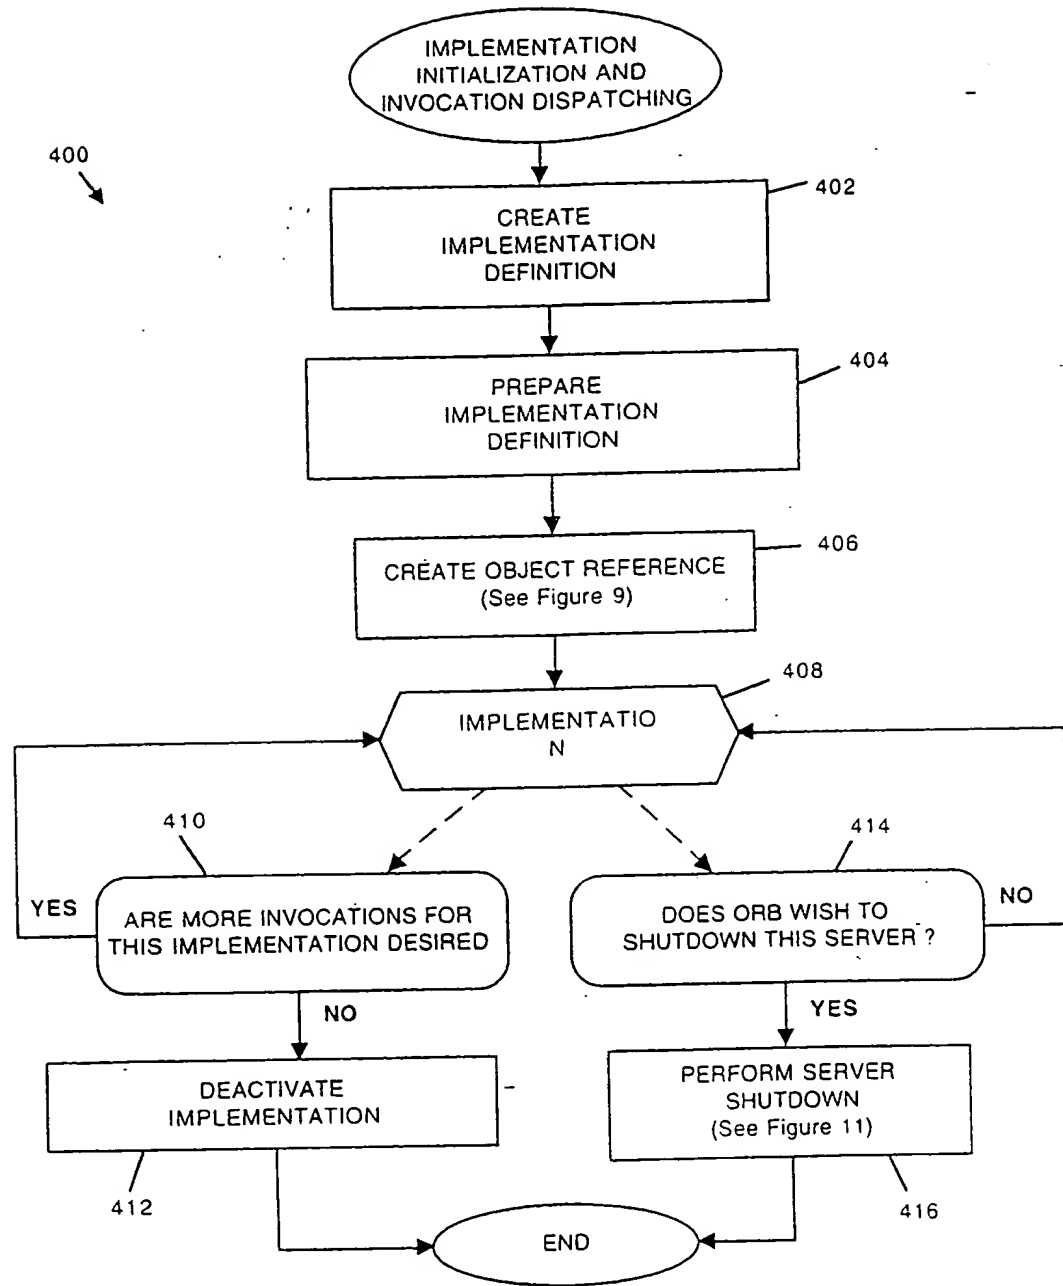 IMPLEMENTATION
INITIALIZATION AND
INVOCATION DISPATCHING
400
402
CREATE
IMPLEMENTATION
DEFINITION
404
PREPARE
IMPLEMENTATION
DEFINITION
406
CREATE OBJECT REFERENCE
(See Figure 9)
408
IMPLEMENTATIO
N
410
414
YES
ARE MORE INVOCATIONS FOR
THIS IMPLEMENTATION DESIRED
DOES ORB WISH TO
SHUTDOWN THIS SERVER ?
NO
NO
YES
DEACTIVATE
IMPLEMENTATION
PERFORM SERVER
SHUTDOWN
(See Figure 11)
412
416
END